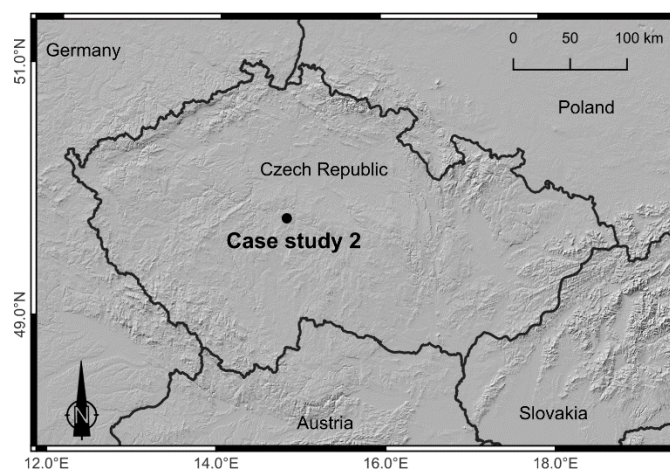 Germany
0 50 100 km
51.0°N
Poland
Czech Republic
Case study 2
49.0°N
N
Austria
Slovakia
12.0°E 14.0°E 16.0°E 18.0°E